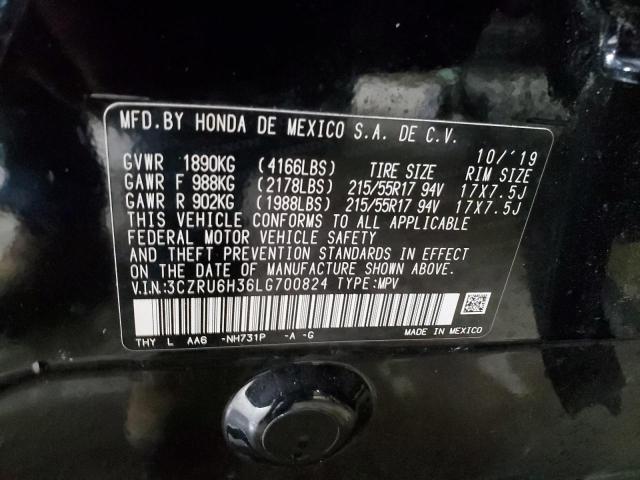 MFD.BY HONDA DE MEXICO S.A. DE C.V.
10/'19
GVWR 1890KG (4166LBS) TIRE SIZE RIM SIZE
GAWR F 988KG (2178LBS) 215/55R17 94V 17X7.5J
GAWR R 902KG (1988LBS) 215/55R17 94V 17X7.5J
THIS VEHICLE CONFORMS TO ALL APPLICABLE
FEDERAL MOTOR VEHICLE SAFETY
AND THEFT PREVENTION STANDARDS IN EFFECT
ON THE DATE OF MANUFACTURE SHOWN ABOVE.
V.I.N:3CZRU6H36LG700824 TYPE:MPV
MADE IN MEXICO
THY L AA6 -NH731P -A -G